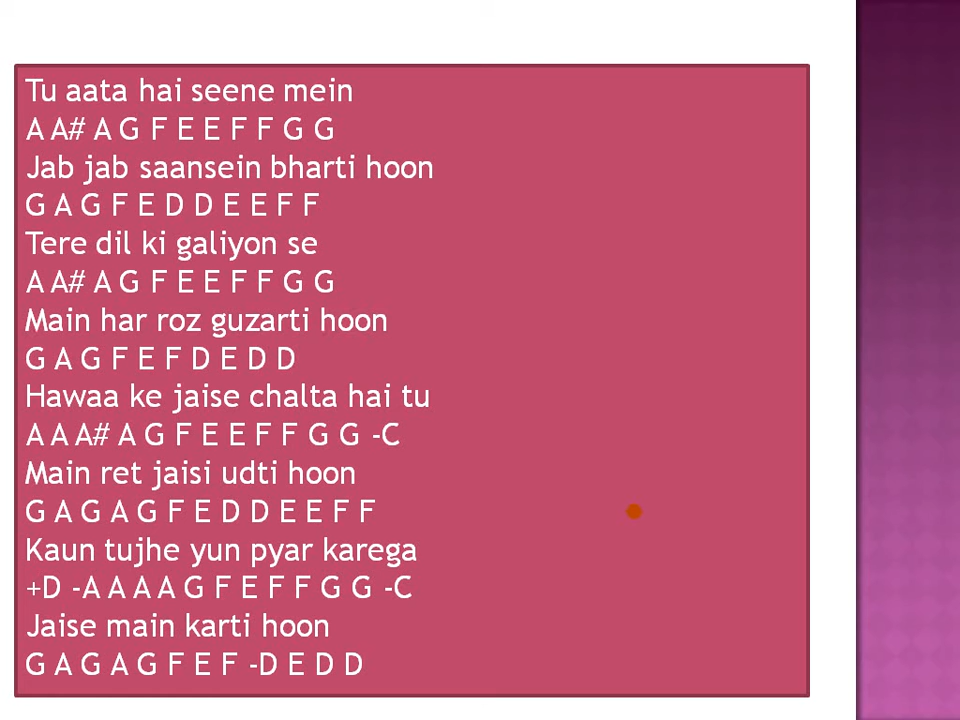 Tu aata hai seene mein
A A# A G F E E F F G G
Jab jab saansein bharti hoon
G A G F E D D E E F F
Tere dil ki galiyon se
A A# A G F E E F F G G
Main har roz guzarti hoon
G A G F E F D E D D
Hawaa ke jaise chalta hai tu
A A A# A G F E E F F G G -C
Main ret jaisi udti hoon
G A G A G F E D D E E F F
Kaun tujhe yun pyar karega
+D -A A A A G F E F F G G -C
Jaise main karti hoon
G A G A G F E F -D E D D